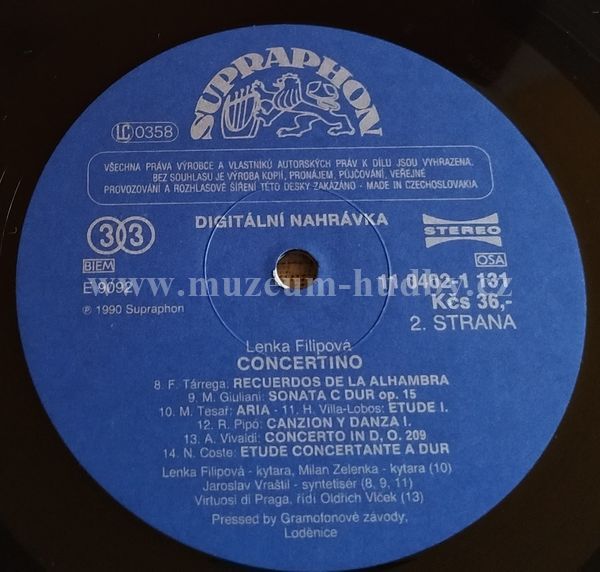 SUPRAPHON
LC 0358
VŠECHNA PRÁVA VÝROBCE A VLASTNÍKŮ AUTORSKÝCH PRÁV K DÍLU JSOU VYHRAZENA.
BEZ SOUHLASU JE VÝROBA KOPIÍ, PRONÁJEM, PŮJČOVÁNÍ, VEŘEJNÉ
PROVOZOVÁNÍ A ROZHLASOVÉ ŠÍŘENÍ TÉTO DESKY ZAKÁZÁNO - MADE IN CZECHOSLOVAKIA
33
DIGITÁLNÍ NAHRÁVKA
STEREO
BIEM
OSA
www.muzeum-hudby.cz
E 9092
11 0402-1 131
Kčs 36,-
℗ 1990 Supraphon
2. STRANA
Lenka Filipová
CONCERTINO
8. F. Tárrega: RECUERDOS DE LA ALHAMBRA
9. M. Giuliani: SONATA C DUR op. 15
10. M. Tesař: ARIA - 11. H. Villa-Lobos: ETUDE I.
12. R. Pipó: CANZION Y DANZA I.
13. A. Vivaldi: CONCERTO IN D, O. 209
14. N. Coste: ETUDE CONCERTANTE A DUR
Lenka Filipová - kytara, Milan Zelenka - kytara (10)
Jaroslav Vraštil - syntetisér (8, 9, 11)
Virtuosi di Praga, řídí Oldřich Vlček (13)
Pressed by Gramofonové závody,
Loděnice